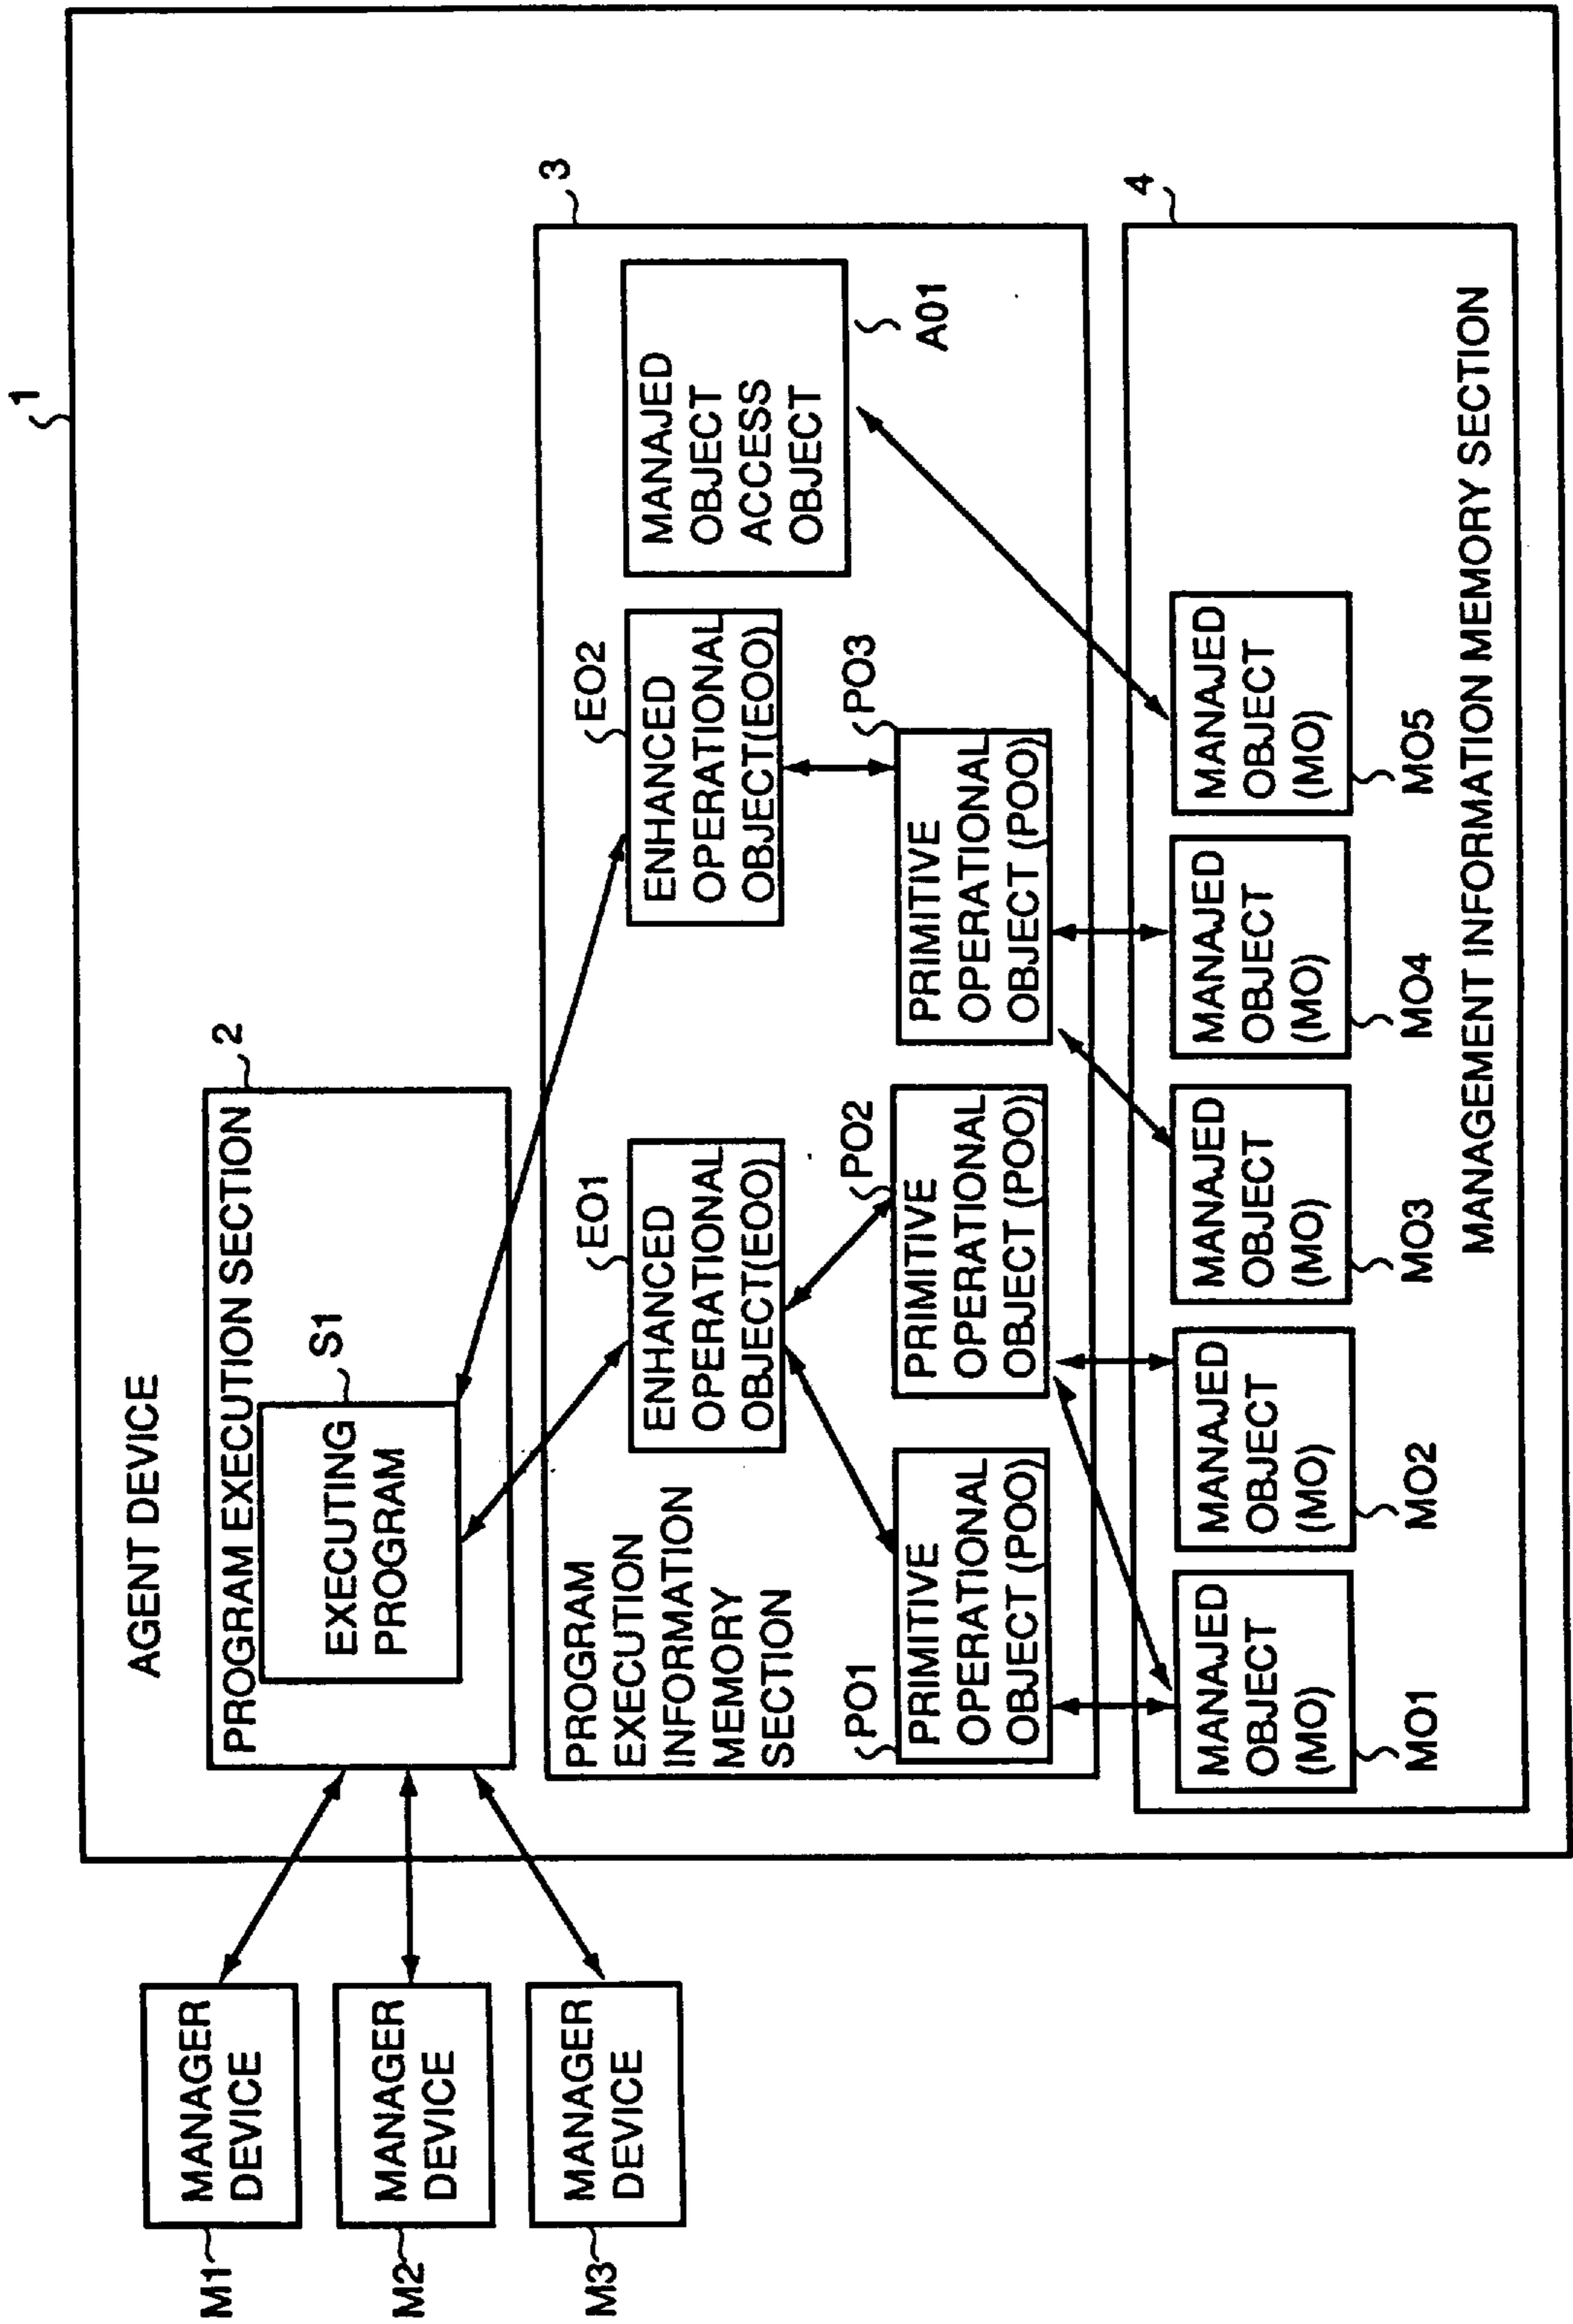 1
AGENT DEVICE
2
PROGRAM EXECUTION SECTION
S1
EXECUTING
PROGRAM
M1
MANAGER
DEVICE
M2
MANAGER
DEVICE
M3
MANAGER
DEVICE
3
PROGRAM
EXECUTION
INFORMATION
MEMORY
SECTION
EO1
ENHANCED
OPERATIONAL
OBJECT(EOO)
EO2
ENHANCED
OPERATIONAL
OBJECT(EOO)
MANAJED
OBJECT
ACCESS
OBJECT
A01
PO1
PRIMITIVE
OPERATIONAL
OBJECT (POO)
PO2
PRIMITIVE
OPERATIONAL
OBJECT (POO)
PO3
PRIMITIVE
OPERATIONAL
OBJECT (POO)
4
MANAJED
OBJECT
(MO)
MO1
MANAJED
OBJECT
(MO)
MO2
MANAJED
OBJECT
(MO)
MO3
MANAJED
OBJECT
(MO)
MO4
MANAJED
OBJECT
(MO)
MO5
MANAGEMENT INFORMATION MEMORY SECTION